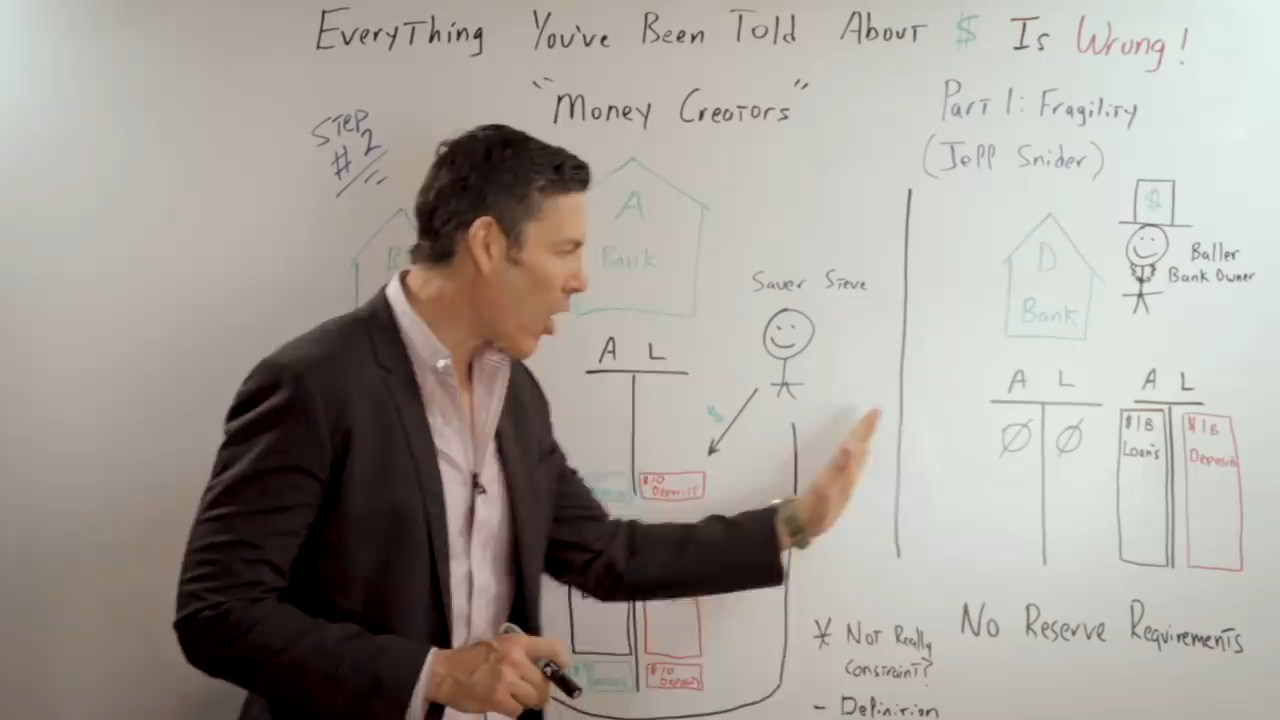 Everything You've Been Told About $ Is Wrong!
"Money Creators"
Part 1: Fragility
(Jeff Snider)
Step
#2
A
Bank
Saver Steve
A L
$10
Deposit
$10
Deposit
$
D
Bank
Baller
Bank Owner
A L
Ø Ø
A L
$1B
Loans
$1B
Deposits
* Not Really
Constraint?
- Definition
No Reserve Requirements